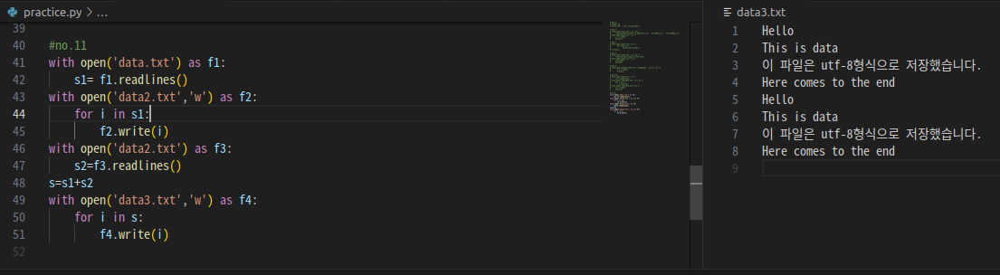 practice.py > ...
39
40 #no.11
41 with open('data.txt') as f1:
42     s1= f1.readlines()
43 with open('data2.txt','w') as f2:
44     for i in s1:
45         f2.write(i)
46 with open('data2.txt') as f3:
47     s2=f3.readlines()
48 s=s1+s2
49 with open('data3.txt','w') as f4:
50     for i in s:
51         f4.write(i)
52
data3.txt
1 Hello
2 This is data
3 이 파일은 utf-8형식으로 저장했습니다.
4 Here comes to the end
5 Hello
6 This is data
7 이 파일은 utf-8형식으로 저장했습니다.
8 Here comes to the end
9